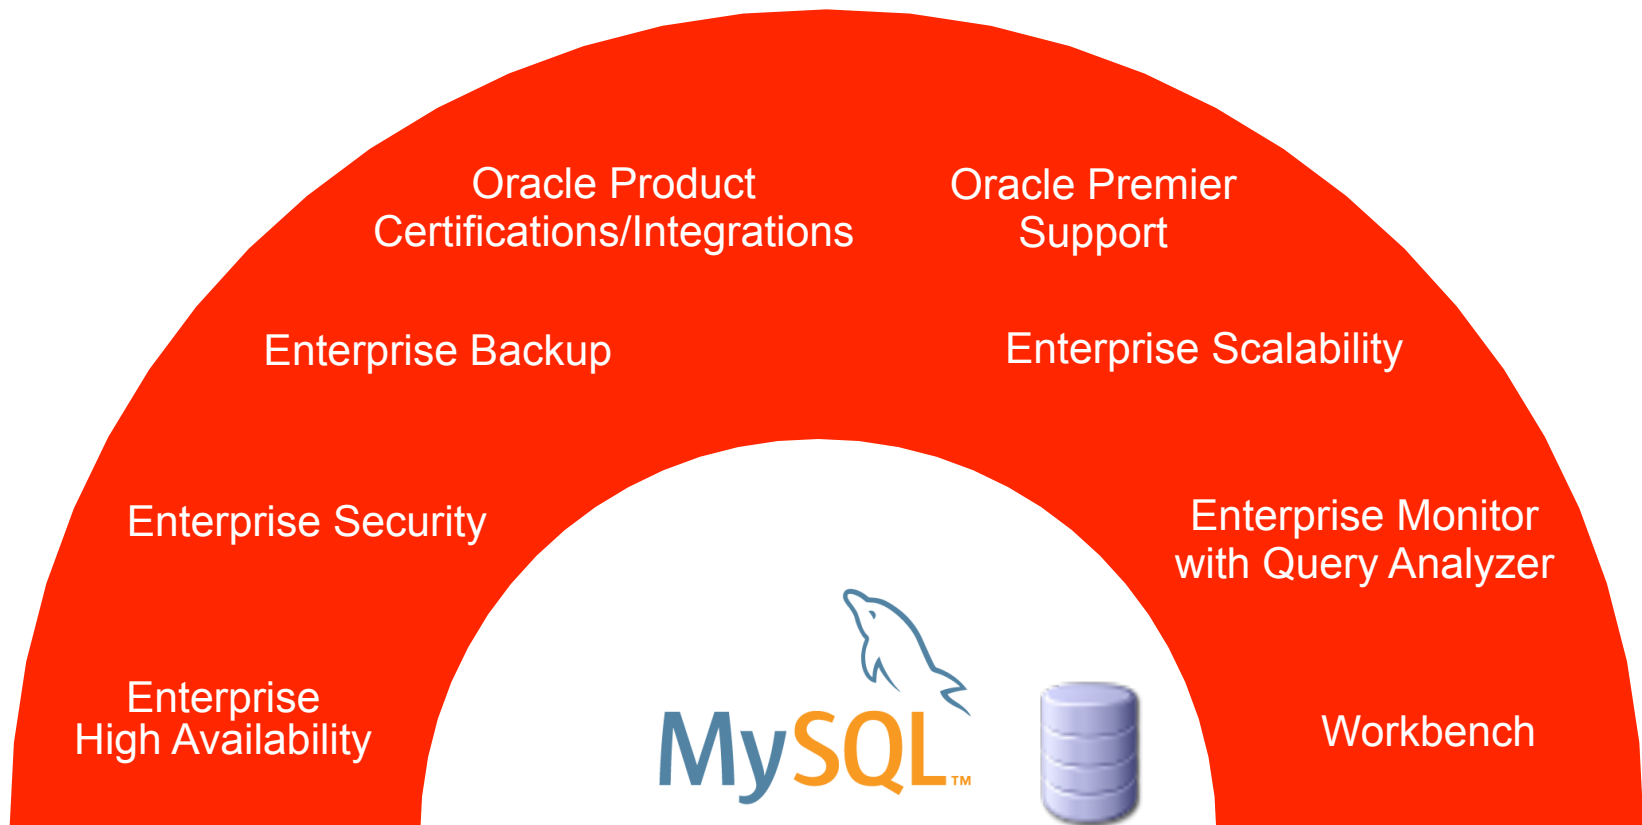 Oracle Product
Certifications/Integrations
Oracle Premier
Support
Enterprise Backup
Enterprise Scalability
Enterprise Security
Enterprise Monitor
with Query Analyzer
Enterprise
High Availability
Workbench
MySQL™